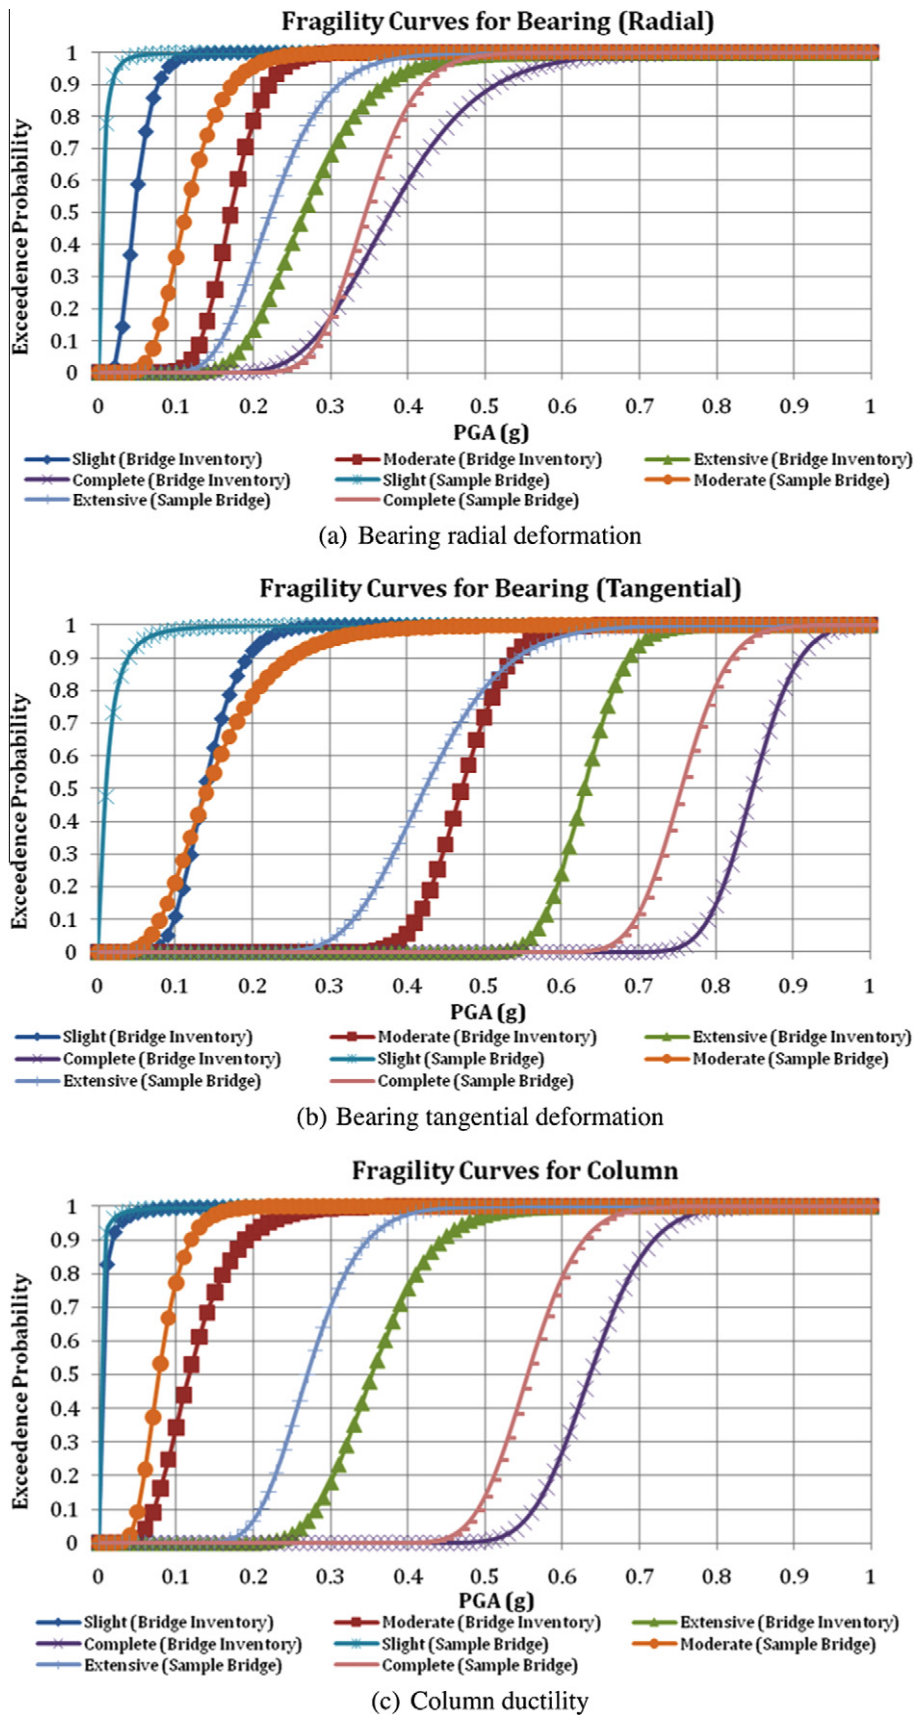 Fragility Curves for Bearing (Radial)
1
0.9
0.8
0.7
0.6
0.5
0.4
0.3
0.2
0.1
0
Exceedence Probability
0 0.1 0.2 0.3 0.4 0.5 0.6 0.7 0.8 0.9 1
PGA (g)
Slight (Bridge Inventory) Moderate (Bridge Inventory) Extensive (Bridge Inventory)
Complete (Bridge Inventory) Slight (Sample Bridge) Moderate (Sample Bridge)
Extensive (Sample Bridge) Complete (Sample Bridge)
(a) Bearing radial deformation
Fragility Curves for Bearing (Tangential)
1
0.9
0.8
0.7
0.6
0.5
0.4
0.3
0.2
0.1
0
Exceedence Probability
0 0.1 0.2 0.3 0.4 0.5 0.6 0.7 0.8 0.9 1
PGA (g)
Slight (Bridge Inventory) Moderate (Bridge Inventory) Extensive (Bridge Inventory)
Complete (Bridge Inventory) Slight (Sample Bridge) Moderate (Sample Bridge)
Extensive (Sample Bridge) Complete (Sample Bridge)
(b) Bearing tangential deformation
Fragility Curves for Column
1
0.9
0.8
0.7
0.6
0.5
0.4
0.3
0.2
0.1
0
Exceedence Probability
0 0.1 0.2 0.3 0.4 0.5 0.6 0.7 0.8 0.9 1
PGA (g)
Slight (Bridge Inventory) Moderate (Bridge Inventory) Extensive (Bridge Inventory)
Complete (Bridge Inventory) Slight (Sample Bridge) Moderate (Sample Bridge)
Extensive (Sample Bridge) Complete (Sample Bridge)
(c) Column ductility